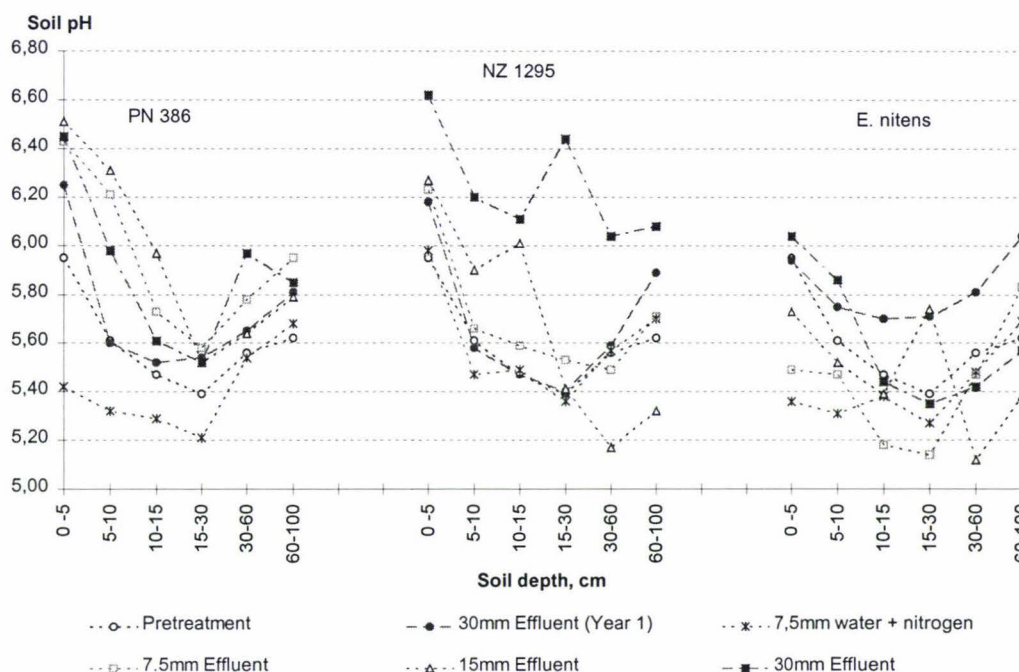 Soil pH
6,80
6,60
6,40
6,20
6,00
5,80
5,60
5,40
5,20
5,00
PN 386
NZ 1295
E. nitens
0 -5
5-10
10-15
15-30
30-60
60-100
0 -5
5-10
10-15
15-30
30-60
60-100
0 -5
5-10
10-15
15-30
30-60
60-100
Soil depth, cm
Pretreatment
30mm Effluent (Year 1)
7,5mm water + nitrogen
7.5mm Effluent
15mm Effluent
30mm Effluent